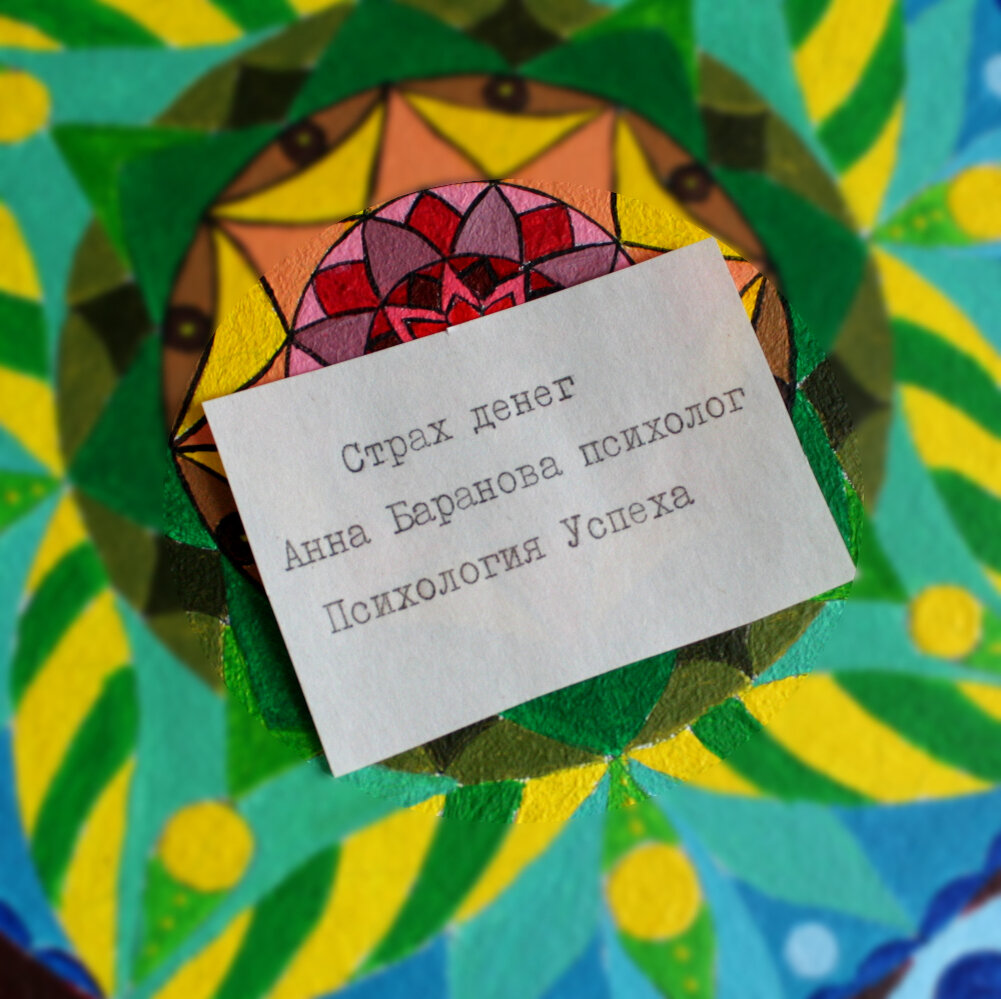 Страх денег
Анна Баранова психолог
Психология Успеха